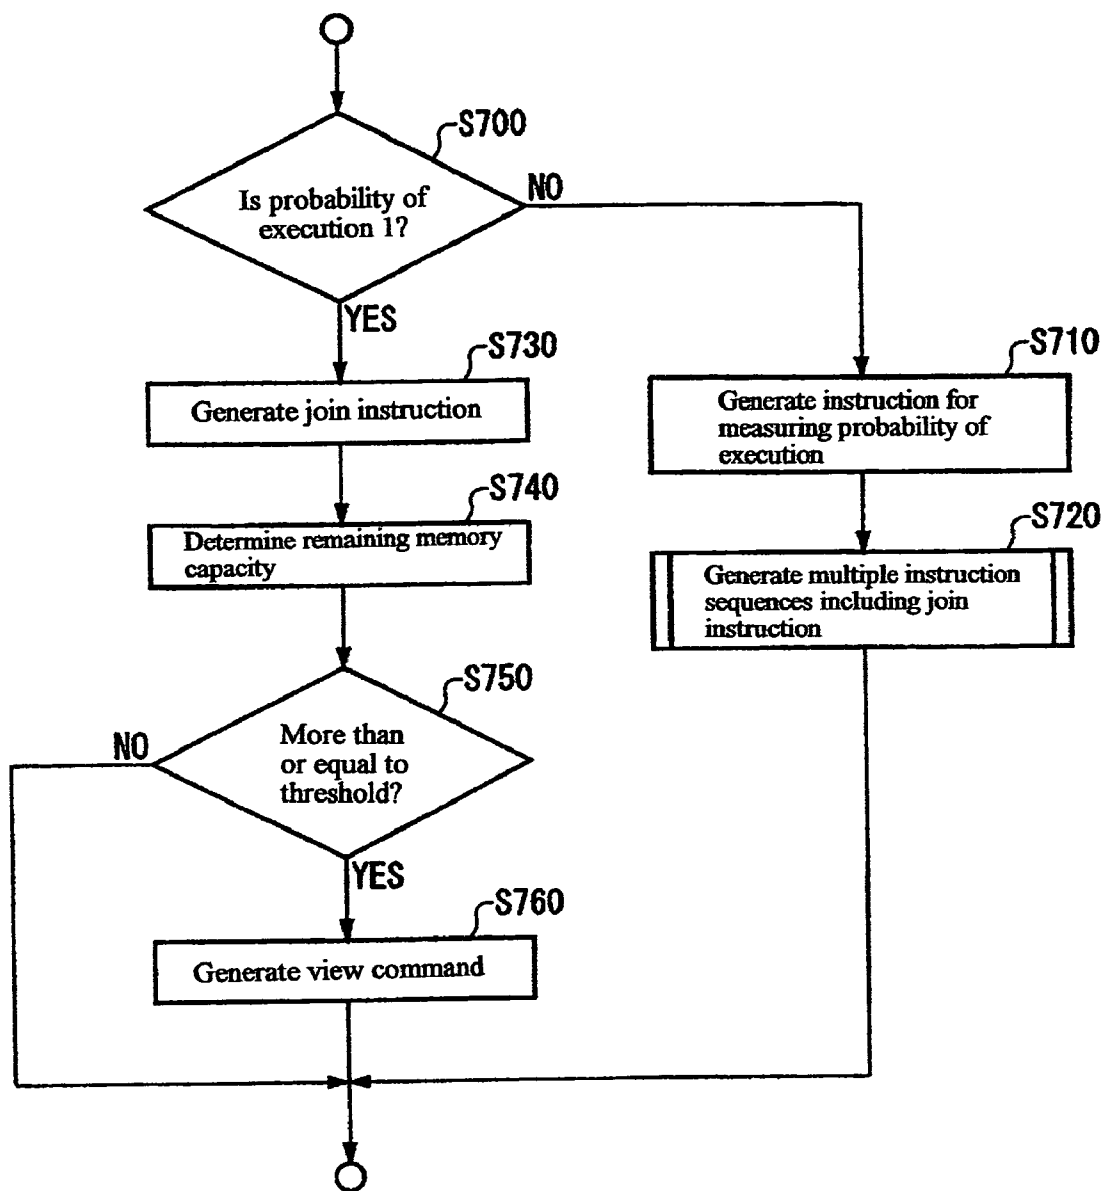 S700
Is probability of
execution 1?
NO
YES
S730
Generate join instruction
S710
Generate instruction for
measuring probability of
execution
S740
Determine remaining memory
capacity
S720
Generate multiple instruction
sequences including join
instruction
S750
More than
or equal to
threshold?
NO
YES
S760
Generate view command